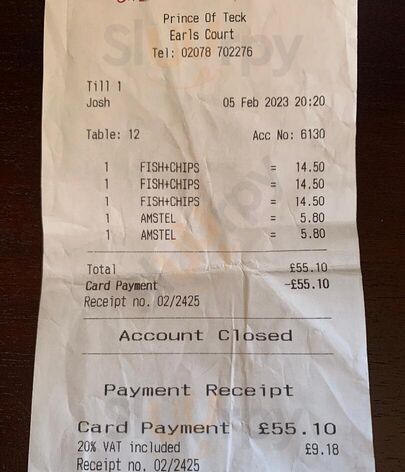 Prince Of Teck
Earls Court
Tel: 02078 702276
Till 1
Josh 05 Feb 2023 20:20
Table: 12 Acc No: 6130
1 FISH+CHIPS = 14.50
1 FISH+CHIPS = 14.50
1 FISH+CHIPS = 14.50
1 AMSTEL = 5.80
1 AMSTEL = 5.80
Total £55.10
Card Payment -£55.10
Receipt no. 02/2425
Account Closed
Payment Receipt
Card Payment £55.10
20% VAT included £9.18
Receipt no. 02/2425